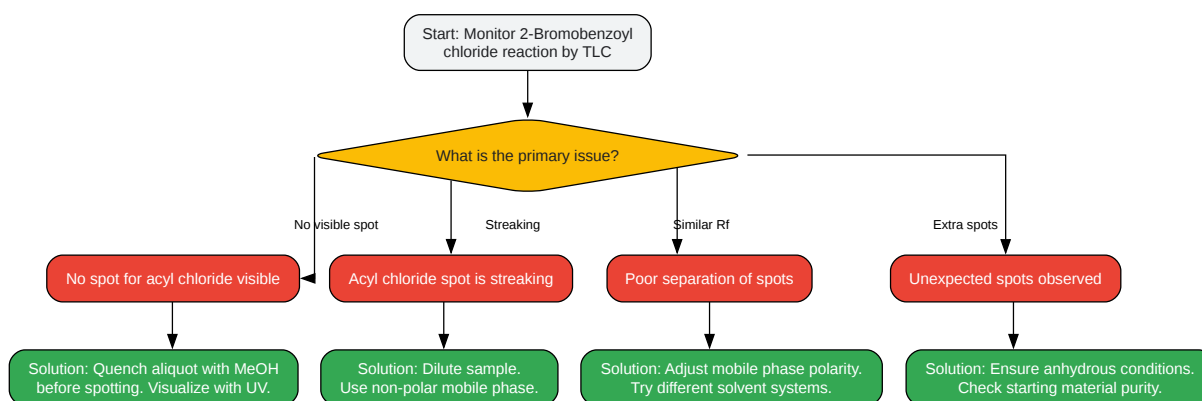 Start: Monitor 2-Bromobenzoyl
chloride reaction by TLC
What is the primary issue?
No visible spot
Streaking
Similar Rf
Extra spots
No spot for acyl chloride visible
Acyl chloride spot is streaking
Poor separation of spots
Unexpected spots observed
Solution: Quench aliquot with MeOH
before spotting. Visualize with UV.
Solution: Dilute sample.
Use non-polar mobile phase.
Solution: Adjust mobile phase polarity.
Try different solvent systems.
Solution: Ensure anhydrous conditions.
Check starting material purity.